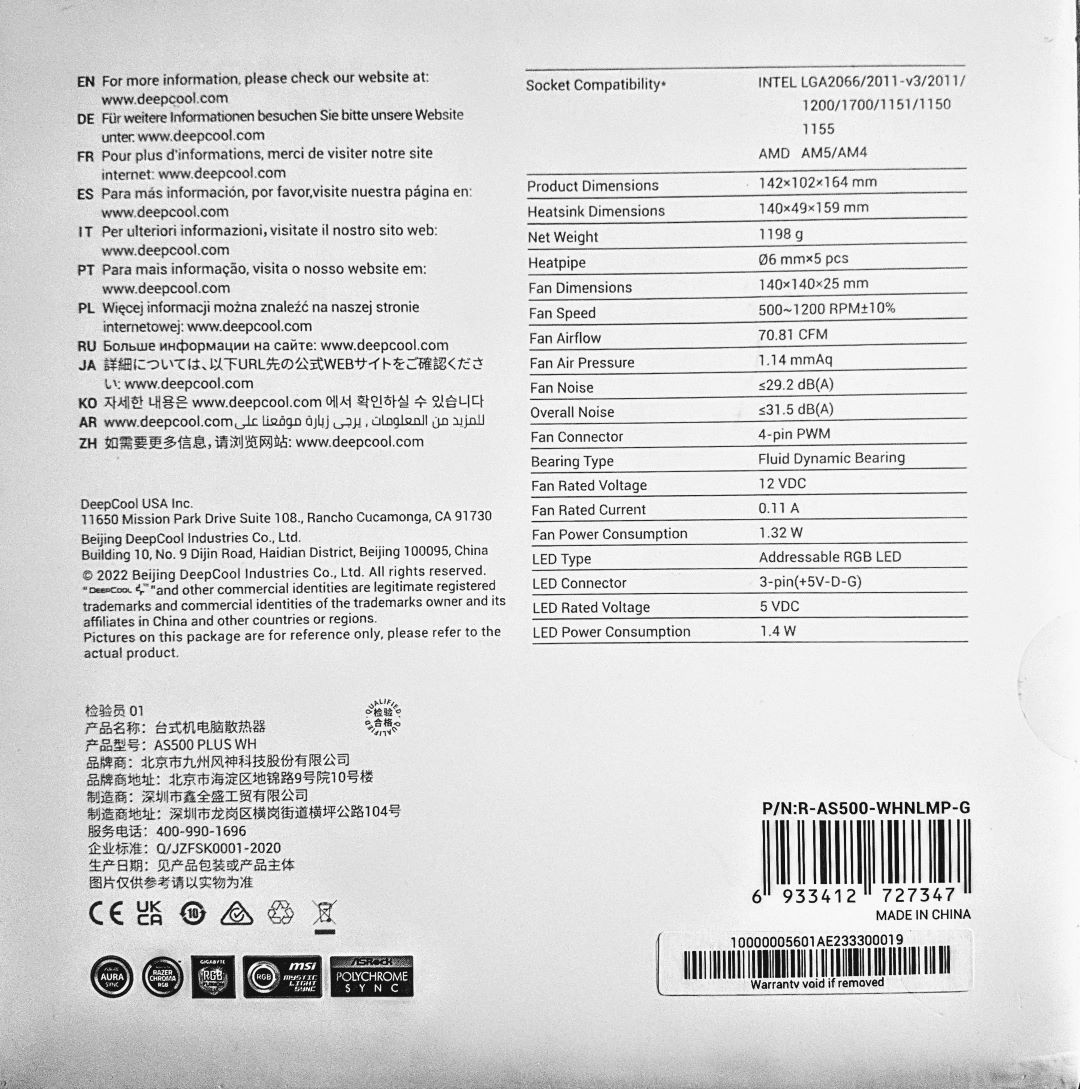 EN For more information, please check our website at:
www.deepcool.com
DE Für weitere Informationen besuchen Sie bitte unsere Website
unter: www.deepcool.com
FR Pour plus d'informations, merci de visiter notre site
internet: www.deepcool.com
ES Para más información, por favor,visite nuestra página en:
www.deepcool.com
IT Per ulteriori informazioni, visitate il nostro sito web:
www.deepcool.com
PT Para mais informação, visita o nosso website em:
www.deepcool.com
PL Więcej informacji można znaleźć na naszej stronie
internetowej: www.deepcool.com
RU Больше информации на сайте: www.deepcool.com
JA 詳細については、以下URL先の公式WEBサイトをご確認くださ
い: www.deepcool.com
KO 자세한 내용은 www.deepcool.com 에서 확인하실 수 있습니다
AR للمزيد من المعلومات , يرجى زيارة موقعنا على www.deepcool.com
ZH 如需要更多信息，请浏览网站: www.deepcool.com
DeepCool USA Inc.
11650 Mission Park Drive Suite 108., Rancho Cucamonga, CA 91730
Beijing DeepCool Industries Co., Ltd.
Building 10, No. 9 Dijin Road, Haidian District, Beijing 100095, China
© 2022 Beijing DeepCool Industries Co., Ltd. All rights reserved.
"DEEPCOOL ™"and other commercial identities are legitimate registered
trademarks and commercial identities of the trademarks owner and its
affiliates in China and other countries or regions.
Pictures on this package are for reference only, please refer to the
actual product.
检验员 01
产品名称：台式机电脑散热器
产品型号：AS500 PLUS WH
品牌商：北京市九州风神科技股份有限公司
品牌商地址：北京市海淀区地锦路9号院10号楼
制造商：深圳市鑫全盛工贸有限公司
制造商地址：深圳市龙岗区横岗街道横坪公路104号
服务电话：400-990-1696
企业标准：Q/JZFSK0001-2020
生产日期：见产品包装或产品主体
图片仅供参考请以实物为准
QUALIFIED
检验
合格
QUALIFIED
CE UK CA 10
ASUS AURA SYNC
RAZER CHROMA RGB
GIGABYTE RGB
RGB msi MYSTIC LIGHT SYNC
ASRock POLYCHROME SYNC
Socket Compatibility* INTEL LGA2066/2011-v3/2011/
1200/1700/1151/1150
1155
AMD AM5/AM4
Product Dimensions 142×102×164 mm
Heatsink Dimensions 140×49×159 mm
Net Weight 1198 g
Heatpipe Ø6 mm×5 pcs
Fan Dimensions 140×140×25 mm
Fan Speed 500~1200 RPM±10%
Fan Airflow 70.81 CFM
Fan Air Pressure 1.14 mmAq
Fan Noise ≤29.2 dB(A)
Overall Noise ≤31.5 dB(A)
Fan Connector 4-pin PWM
Bearing Type Fluid Dynamic Bearing
Fan Rated Voltage 12 VDC
Fan Rated Current 0.11 A
Fan Power Consumption 1.32 W
LED Type Addressable RGB LED
LED Connector 3-pin(+5V-D-G)
LED Rated Voltage 5 VDC
LED Power Consumption 1.4 W
P/N:R-AS500-WHNLMP-G
6 933412 727347
MADE IN CHINA
10000005601AE233300019
Warranty void if removed